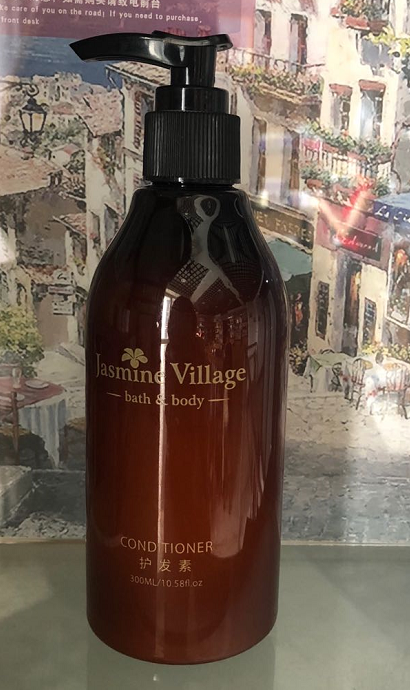 ke care of you on the road; If you need to purchase,
front desk
Jasmine Village
bath & body
CONDITIONER
护发素
300ML/10.58fl.oz